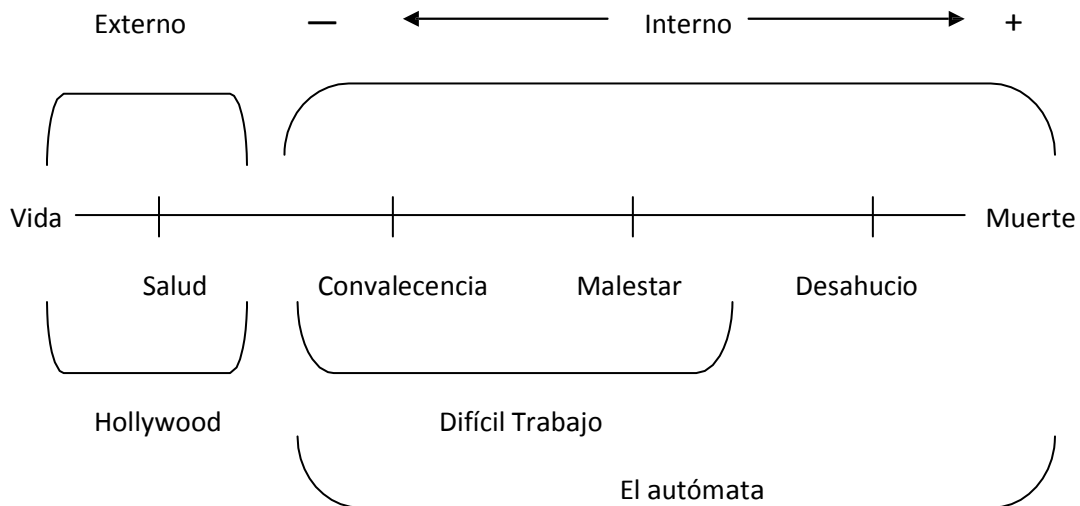 Externo — Interno +
Vida Muerte
Salud Convalecencia Malestar Desahucio
Hollywood Difícil Trabajo
El autómata